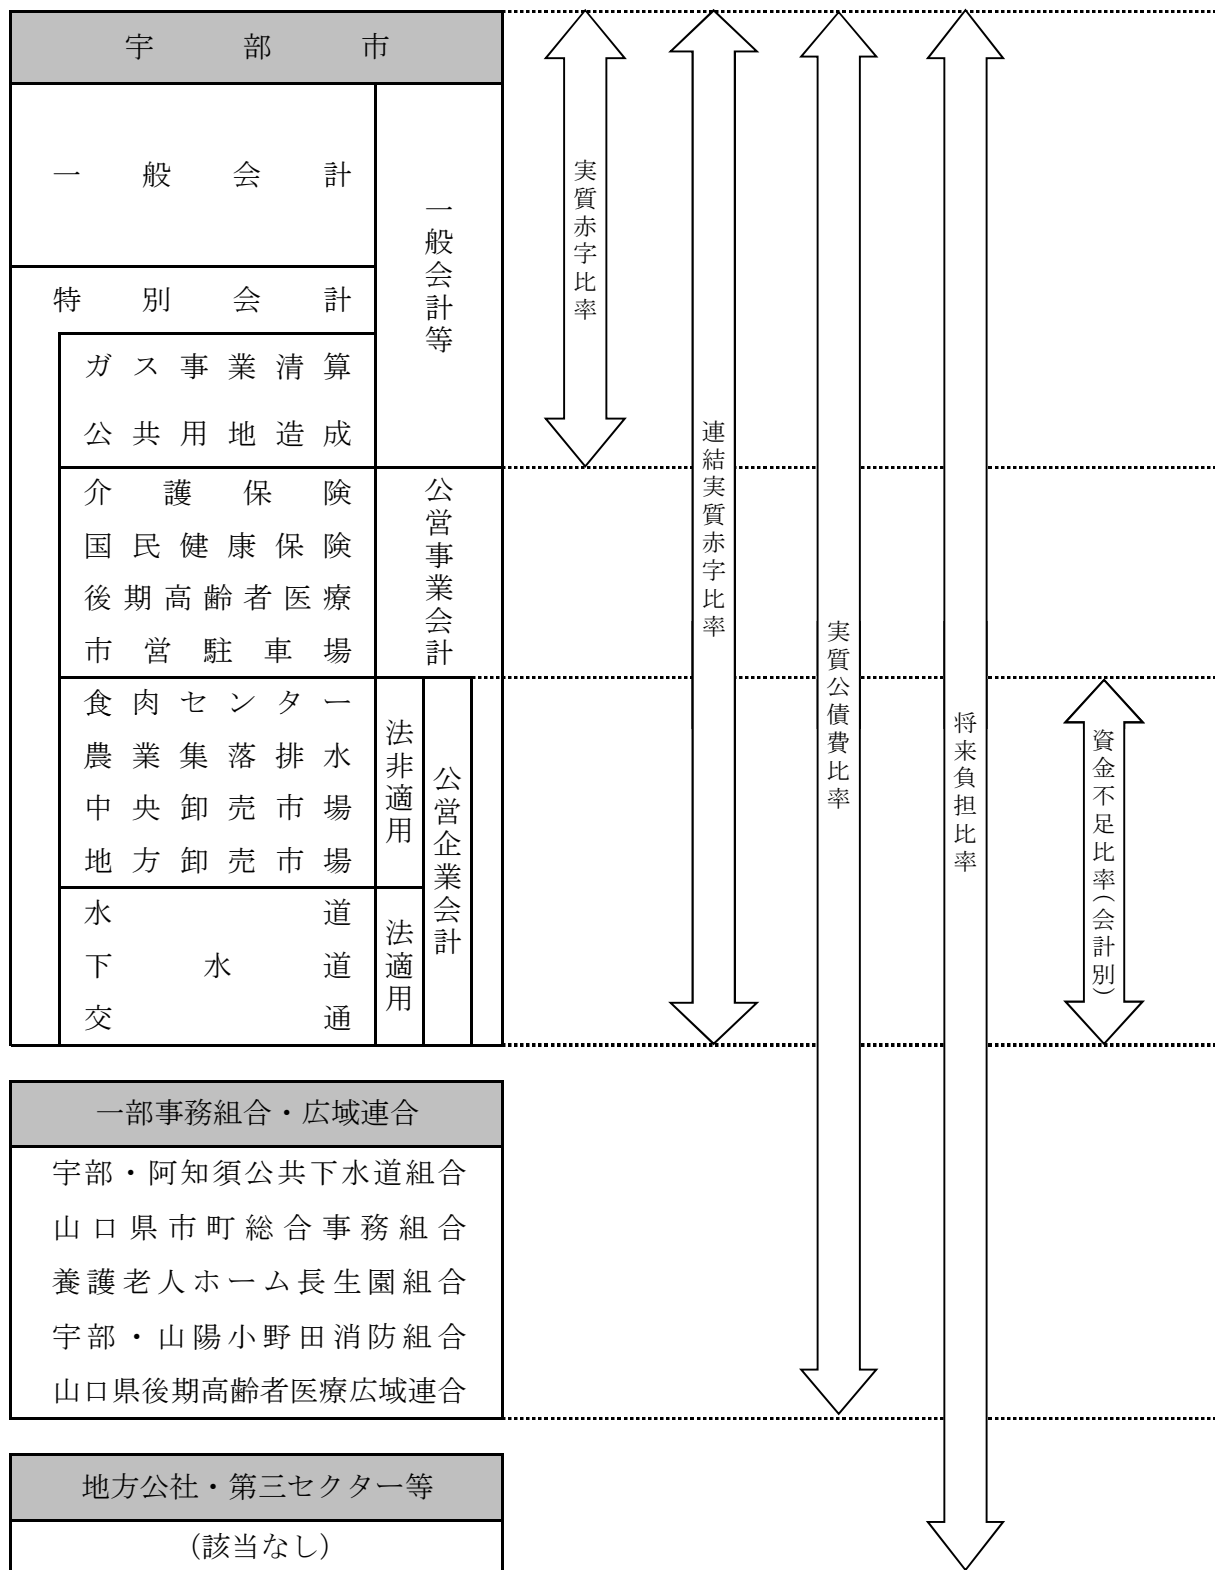 宇部市
一般会計
特別会計
ガス事業清算
公共用地造成
一般会計等
介護保険
国民健康保険
後期高齢者医療
市営駐車場
公営事業会計
食肉センター
農業集落排水
中央卸売市場
地方卸売市場
法非適用
水道
下水道
交通
法適用
公営企業会計
実質赤字比率
連結実質赤字比率
実質公債費比率
将来負担比率
資金不足比率(会計別)
一部事務組合・広域連合
宇部・阿知須公共下水道組合
山口県市町総合事務組合
養護老人ホーム長生園組合
宇部・山陽小野田消防組合
山口県後期高齢者医療広域連合
地方公社・第三セクター等
(該当なし)